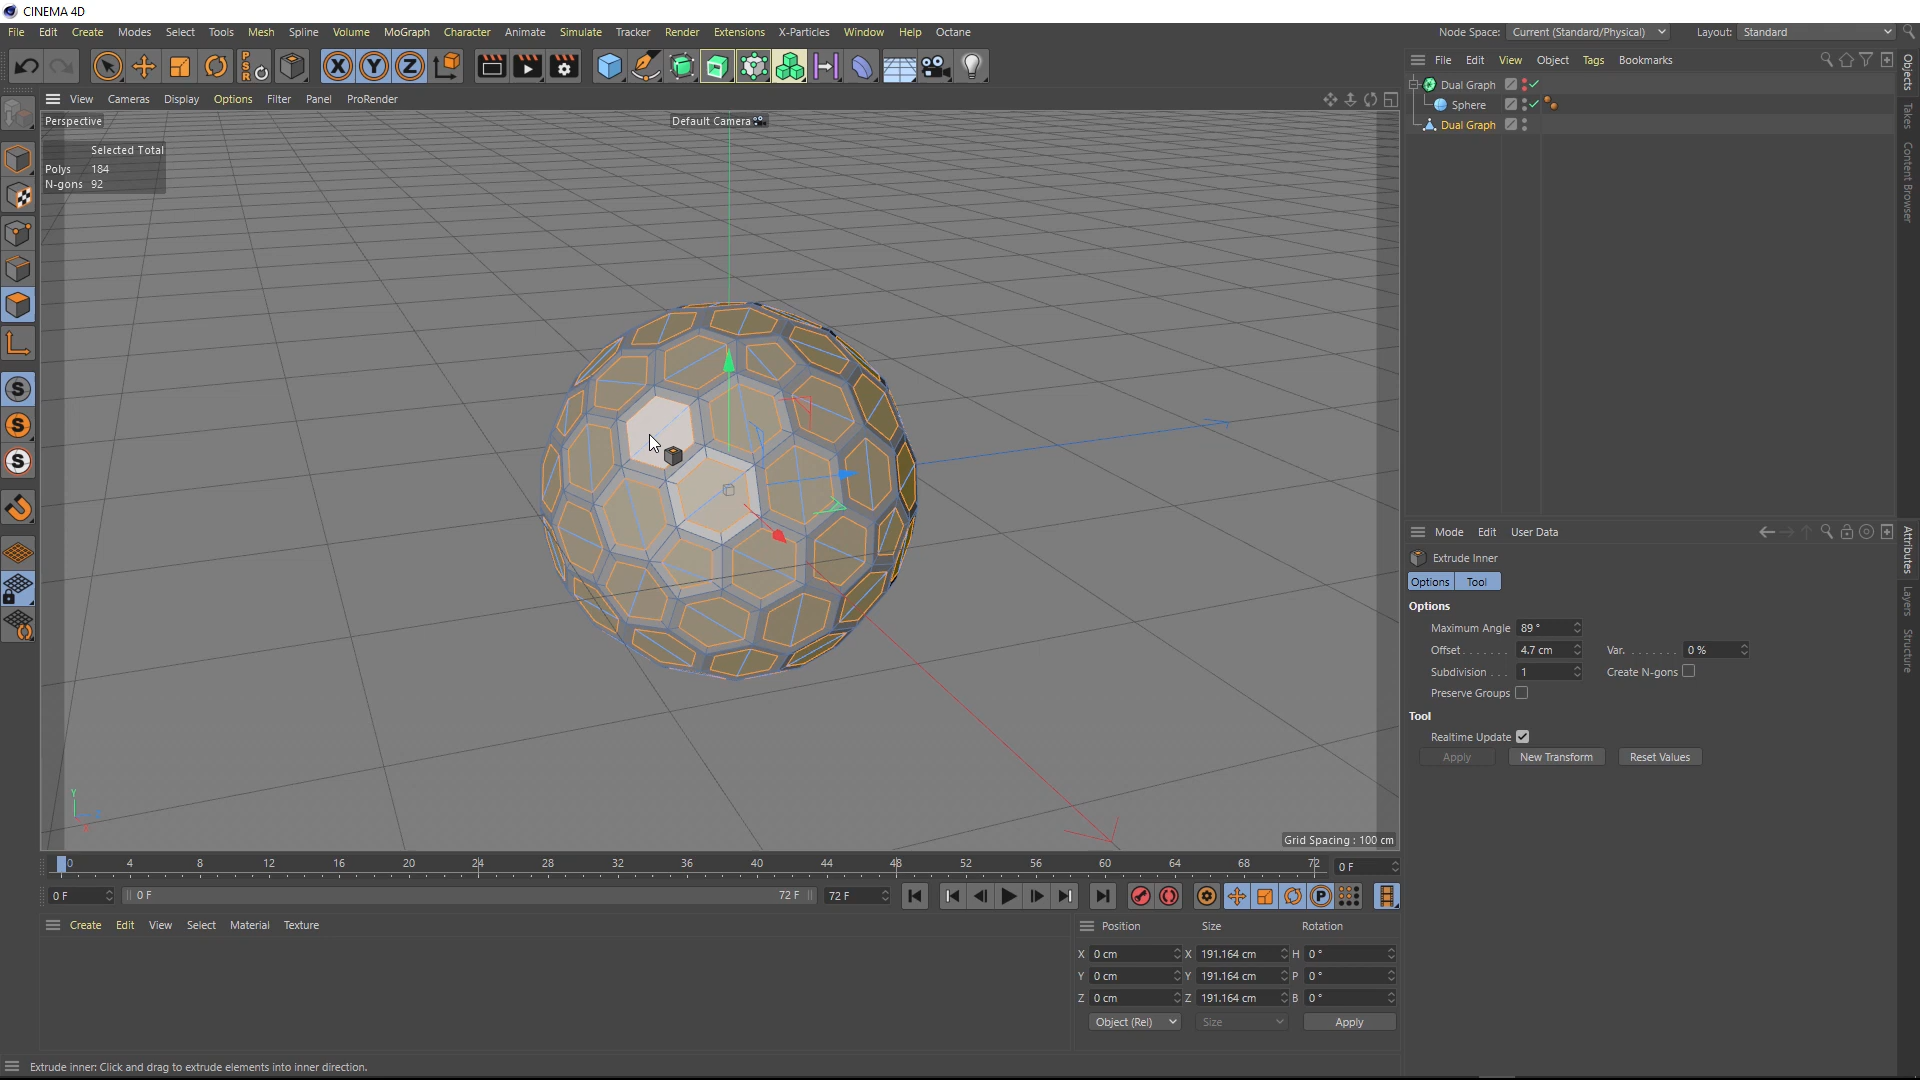 CINEMA 4D
File Edit Create Modes Select Tools Mesh Spline Volume MoGraph Character Animate Simulate Tracker Render Extensions X-Particles Window Help Octane
Node Space: Current (Standard/Physical) Layout: Standard
PSR X Y Z
File Edit View Object Tags Bookmarks
View Cameras Display Options Filter Panel ProRender
Perspective
Default Camera
Selected Total
Polys 184
N-gons 92
Dual Graph
Sphere
Dual Graph
Objects
Takes
Content Browser
S
S
S
Mode Edit User Data
Extrude Inner
Options Tool
Options
Maximum Angle 89 °
Offset . . . . . . . 4.7 cm Var. . . . . . . . 0 %
Subdivision . . . 1 Create N-gons
Preserve Groups
Tool
Realtime Update
Apply New Transform Reset Values
Attributes
Layers
Structure
Y
Grid Spacing : 100 cm
0 4 8 12 16 20 24 28 32 36 40 44 48 52 56 60 64 68 72 0 F
0 F 0 F 72 F 72 F P
Create Edit View Select Material Texture
Position Size Rotation
X 0 cm X 191.164 cm H 0 °
Y 0 cm Y 191.164 cm P 0 °
Z 0 cm Z 191.164 cm B 0 °
Object (Rel) Size Apply
Extrude inner: Click and drag to extrude elements into inner direction.